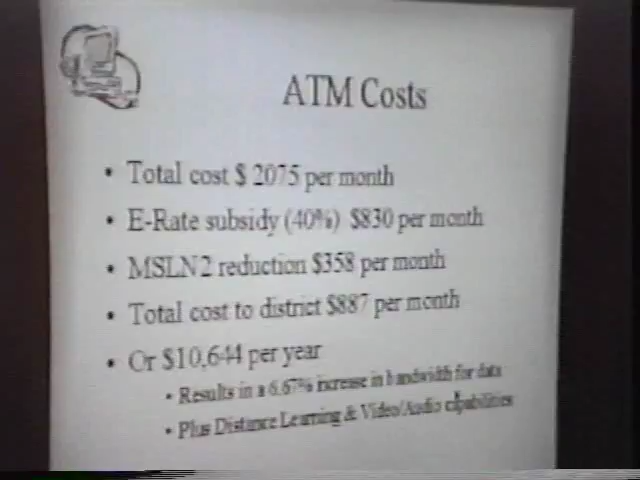 ATM Costs
• Total cost $ 2075 per month
• E-Rate subsidy (40%) $830 per month
• MSLN2 reduction $358 per month
• Total cost to district $887 per month
• Or $10,644 per year
• Results in a 6.67% increase in bandwidth for data
• Plus Distance Learning & Video/Audio capabilities